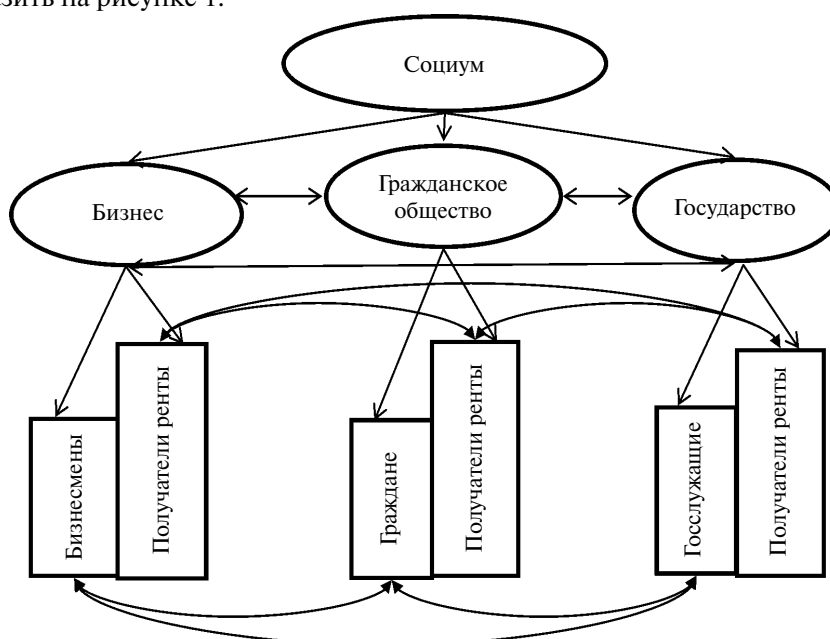 зить на рисунке 1.
Социум
Бизнес
Гражданское
общество
Государство
Бизнесмены
Получатели ренты
Граждане
Получатели ренты
Госслужащие
Получатели ренты